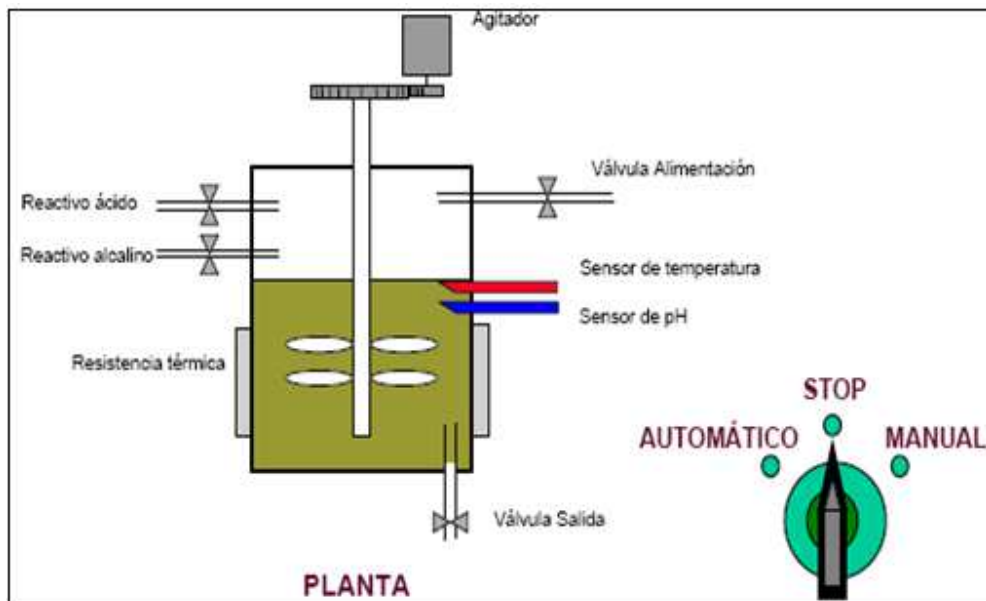 Agitador
Válvula Alimentación
Reactivo ácido
Reactivo alcalino
Sensor de temperatura
Sensor de pH
Resistencia térmica
STOP
AUTOMÁTICO
MANUAL
Válvula Salida
PLANTA